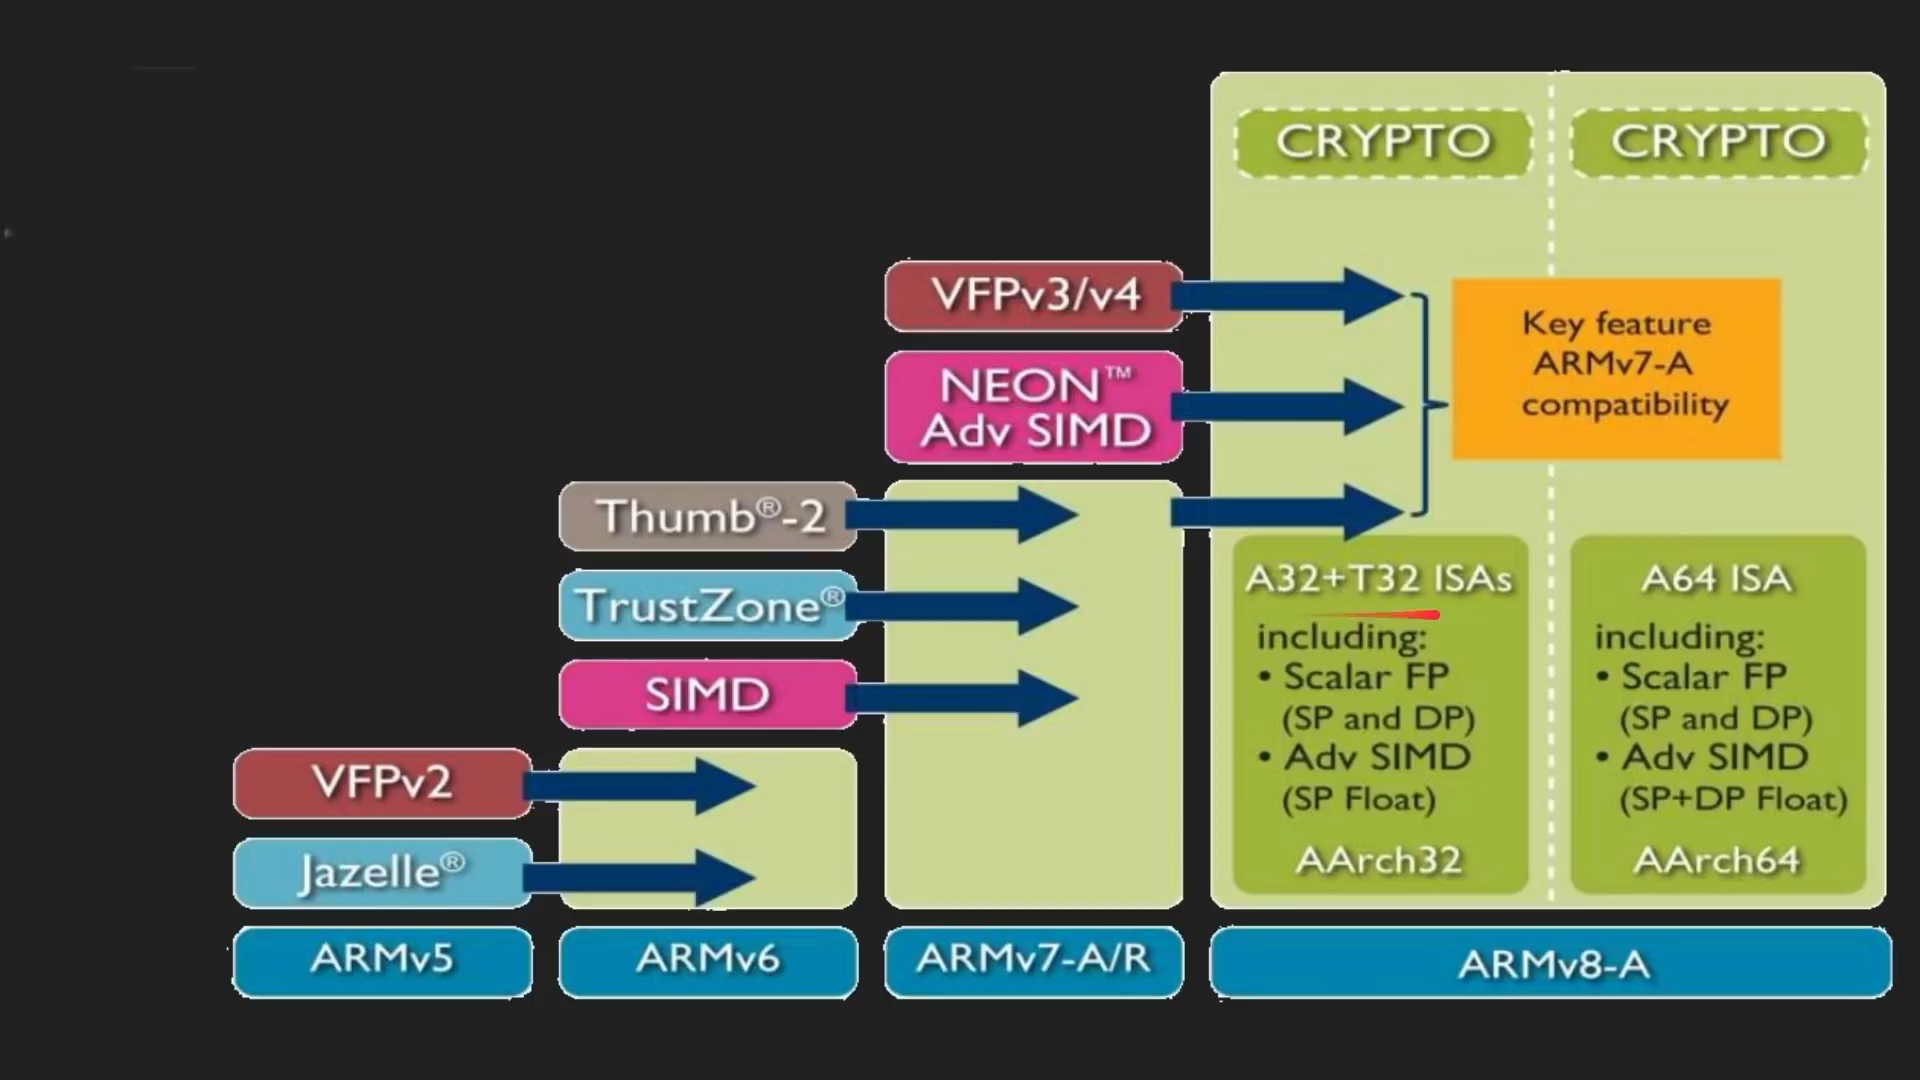 CRYPTO
CRYPTO
VFPv3/v4
NEON™
Adv SIMD
Key feature
ARMv7-A
compatibility
Thumb®-2
TrustZone®
SIMD
VFPv2
Jazelle®
A32+T32 ISAs
including:
• Scalar FP
(SP and DP)
• Adv SIMD
(SP Float)
AArch32
A64 ISA
including:
• Scalar FP
(SP and DP)
• Adv SIMD
(SP+DP Float)
AArch64
ARMv5
ARMv6
ARMv7-A/R
ARMv8-A